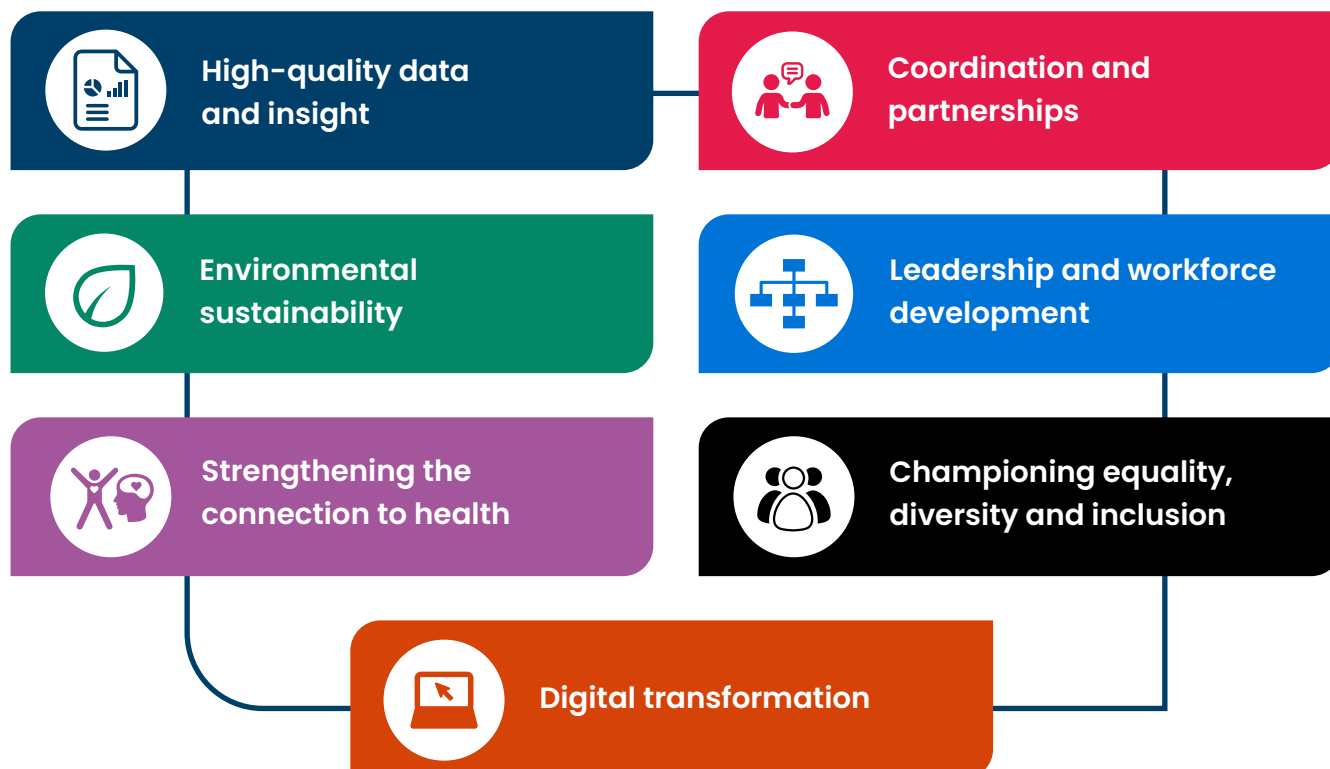 High-quality data
and insight
Coordination and
partnerships
Environmental
sustainability
Leadership and workforce
development
Strengthening the
connection to health
Championing equality,
diversity and inclusion
Digital transformation